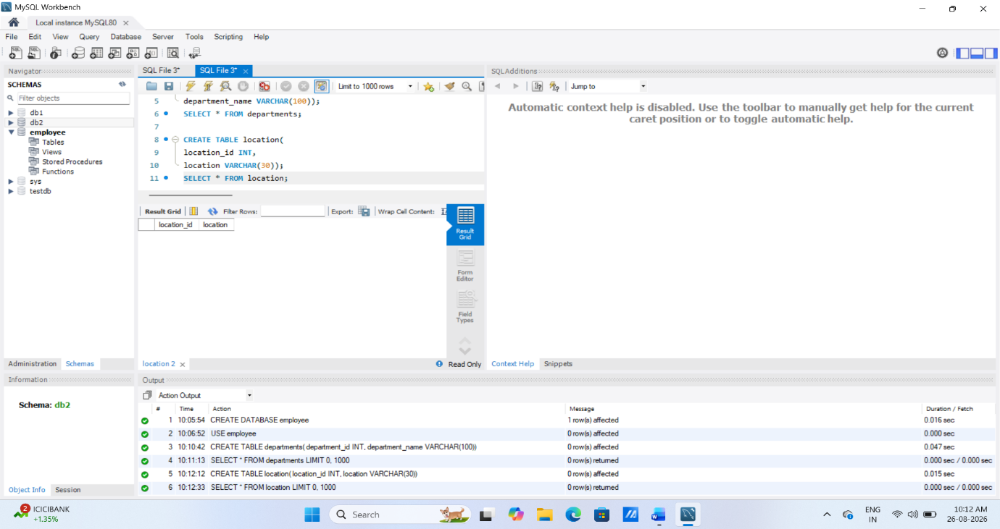 MySQL Workbench
Local instance MySQL80
File Edit View Query Database Server Tools Scripting Help
Navigator
SCHEMAS
Filter objects
db1
db2
employee
Tables
Views
Stored Procedures
Functions
sys
testdb
Administration Schemas
Information
Schema: db2
Object Info Session
SQL File 3* SQL File 3*
Limit to 1000 rows
5 department_name VARCHAR(100));
6 SELECT * FROM departments;
7
8 CREATE TABLE location(
9 location_id INT,
10 location VARCHAR(30));
11 SELECT * FROM location;
Result Grid Filter Rows: Export: Wrap Cell Content:
location_id location
Result Grid
Form Editor
Field Types
location 2 Read Only
SQLAdditions
Jump to
Automatic context help is disabled. Use the toolbar to manually get help for the current
caret position or to toggle automatic help.
Context Help Snippets
Output
Action Output
# Time Action Message Duration / Fetch
1 10:05:54 CREATE DATABASE employee 1 row(s) affected 0.016 sec
2 10:06:52 USE employee 0 row(s) affected 0.000 sec
3 10:10:42 CREATE TABLE departments( department_id INT, department_name VARCHAR(100)) 0 row(s) affected 0.047 sec
4 10:11:13 SELECT * FROM departments LIMIT 0, 1000 0 row(s) returned 0.000 sec / 0.000 sec
5 10:12:12 CREATE TABLE location( location_id INT, location VARCHAR(30)) 0 row(s) affected 0.015 sec
6 10:12:33 SELECT * FROM location LIMIT 0, 1000 0 row(s) returned 0.000 sec / 0.000 sec
2 ICICIBANK
+1.35%
Search
ENG
IN
10:12 AM
26-08-2026